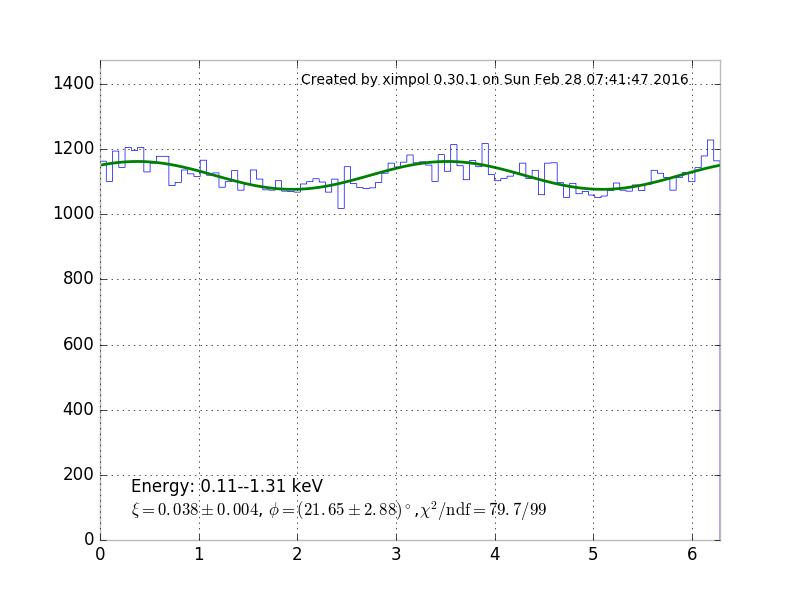 1400
Created by ximpol 0.30.1 on Sun Feb 28 07:41:47 2016
1200
1000
800
600
400
200
Energy: 0.11--1.31 keV
ξ = 0.038 ± 0.004, ϕ = (21.65 ± 2.88)°, χ²/ndf = 79.7/99
0
0 1 2 3 4 5 6